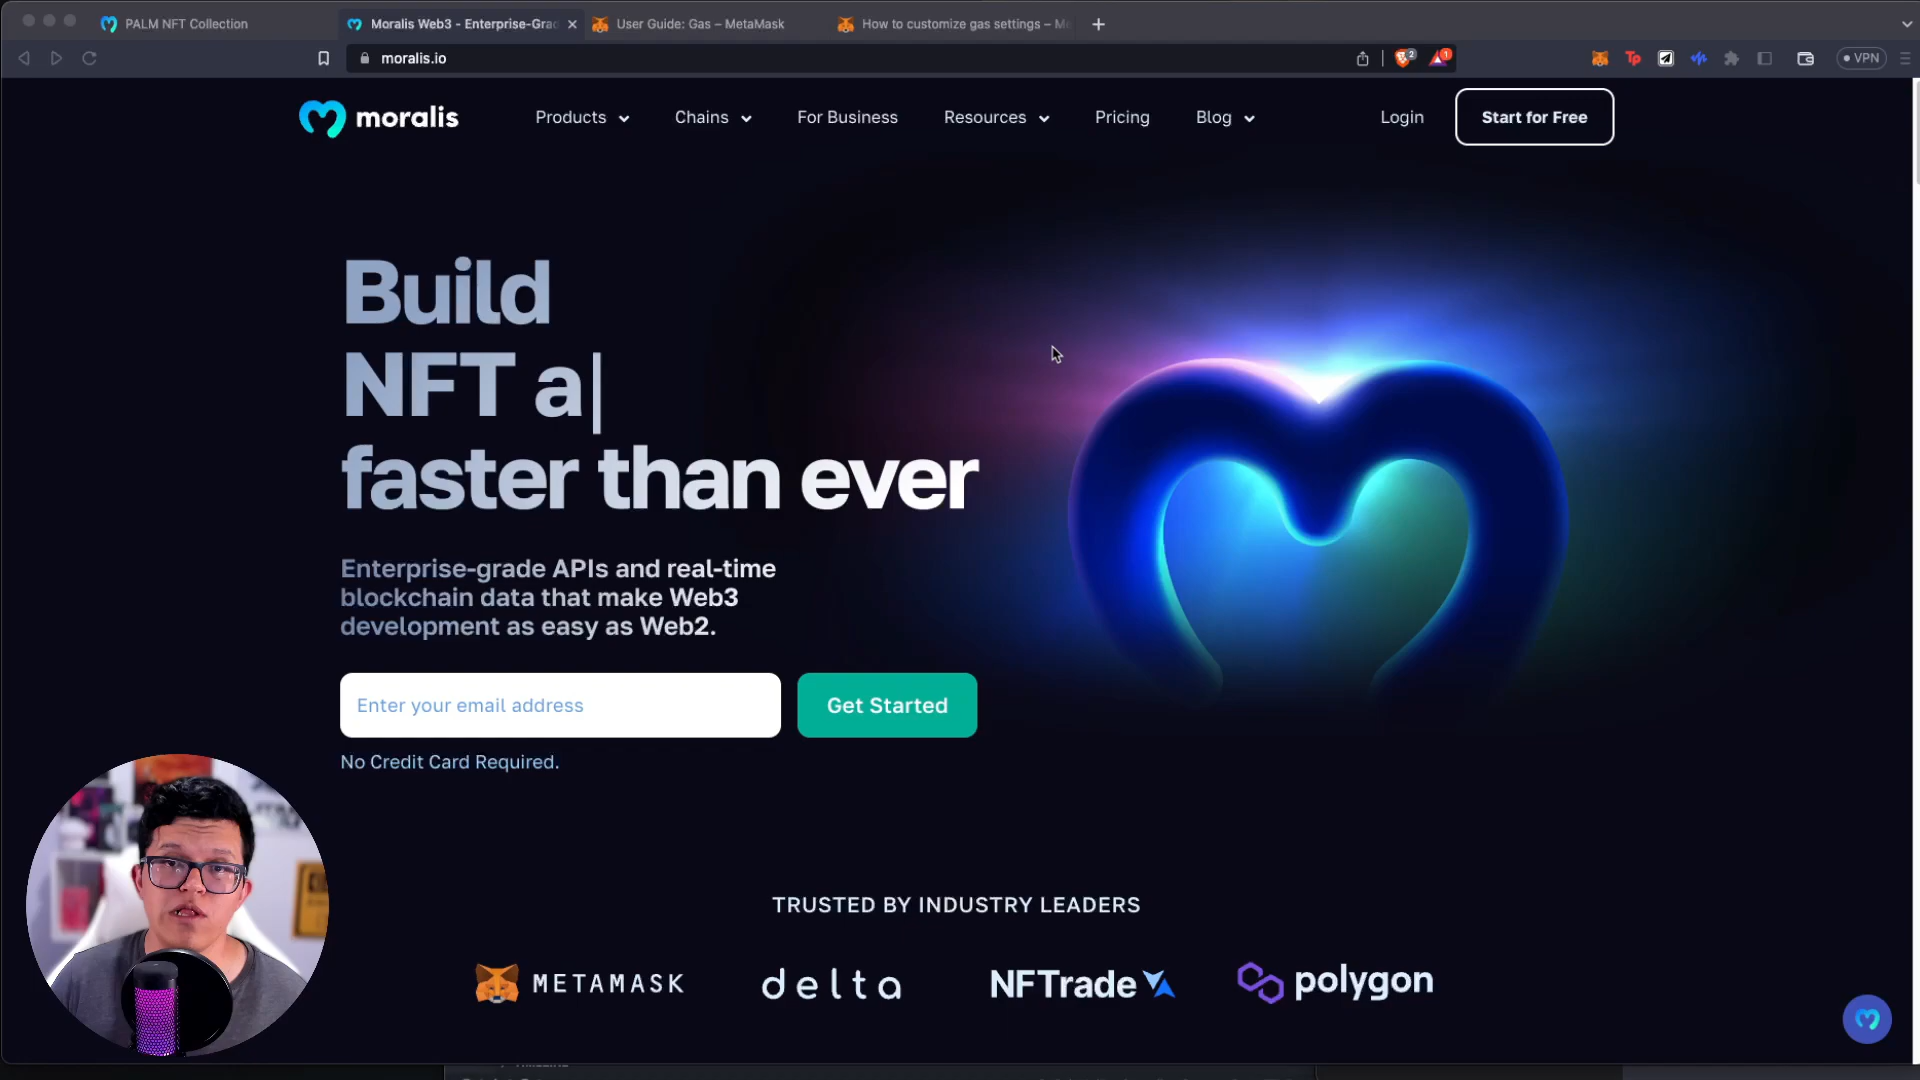 PALM NFT Collection
Moralis Web3 - Enterprise-Gra
User Guide: Gas – MetaMask
How to customize gas settings – M
moralis.io
2
1
VPN
moralis
Products
Chains
For Business
Resources
Pricing
Blog
Login
Start for Free
Build
NFT a|
faster than ever
Enterprise-grade APIs and real-time
blockchain data that make Web3
development as easy as Web2.
Enter your email address
Get Started
No Credit Card Required.
TRUSTED BY INDUSTRY LEADERS
METAMASK
delta
NFTrade
polygon